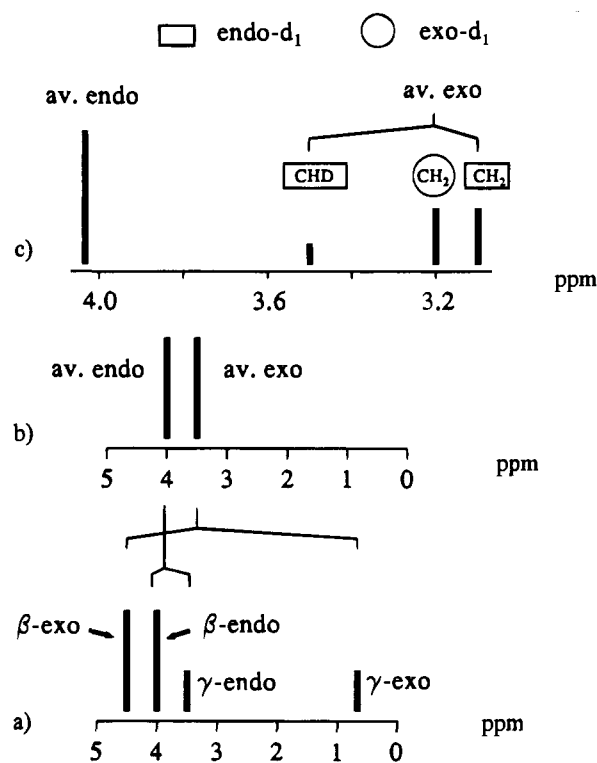 endo-d₁ exo-d₁
av. endo av. exo
CHD CH₂ CH₂
c)
4.0 3.6 3.2 ppm
av. endo av. exo
b)
5 4 3 2 1 0 ppm
β-exo β-endo
γ-endo γ-exo
a)
5 4 3 2 1 0 ppm